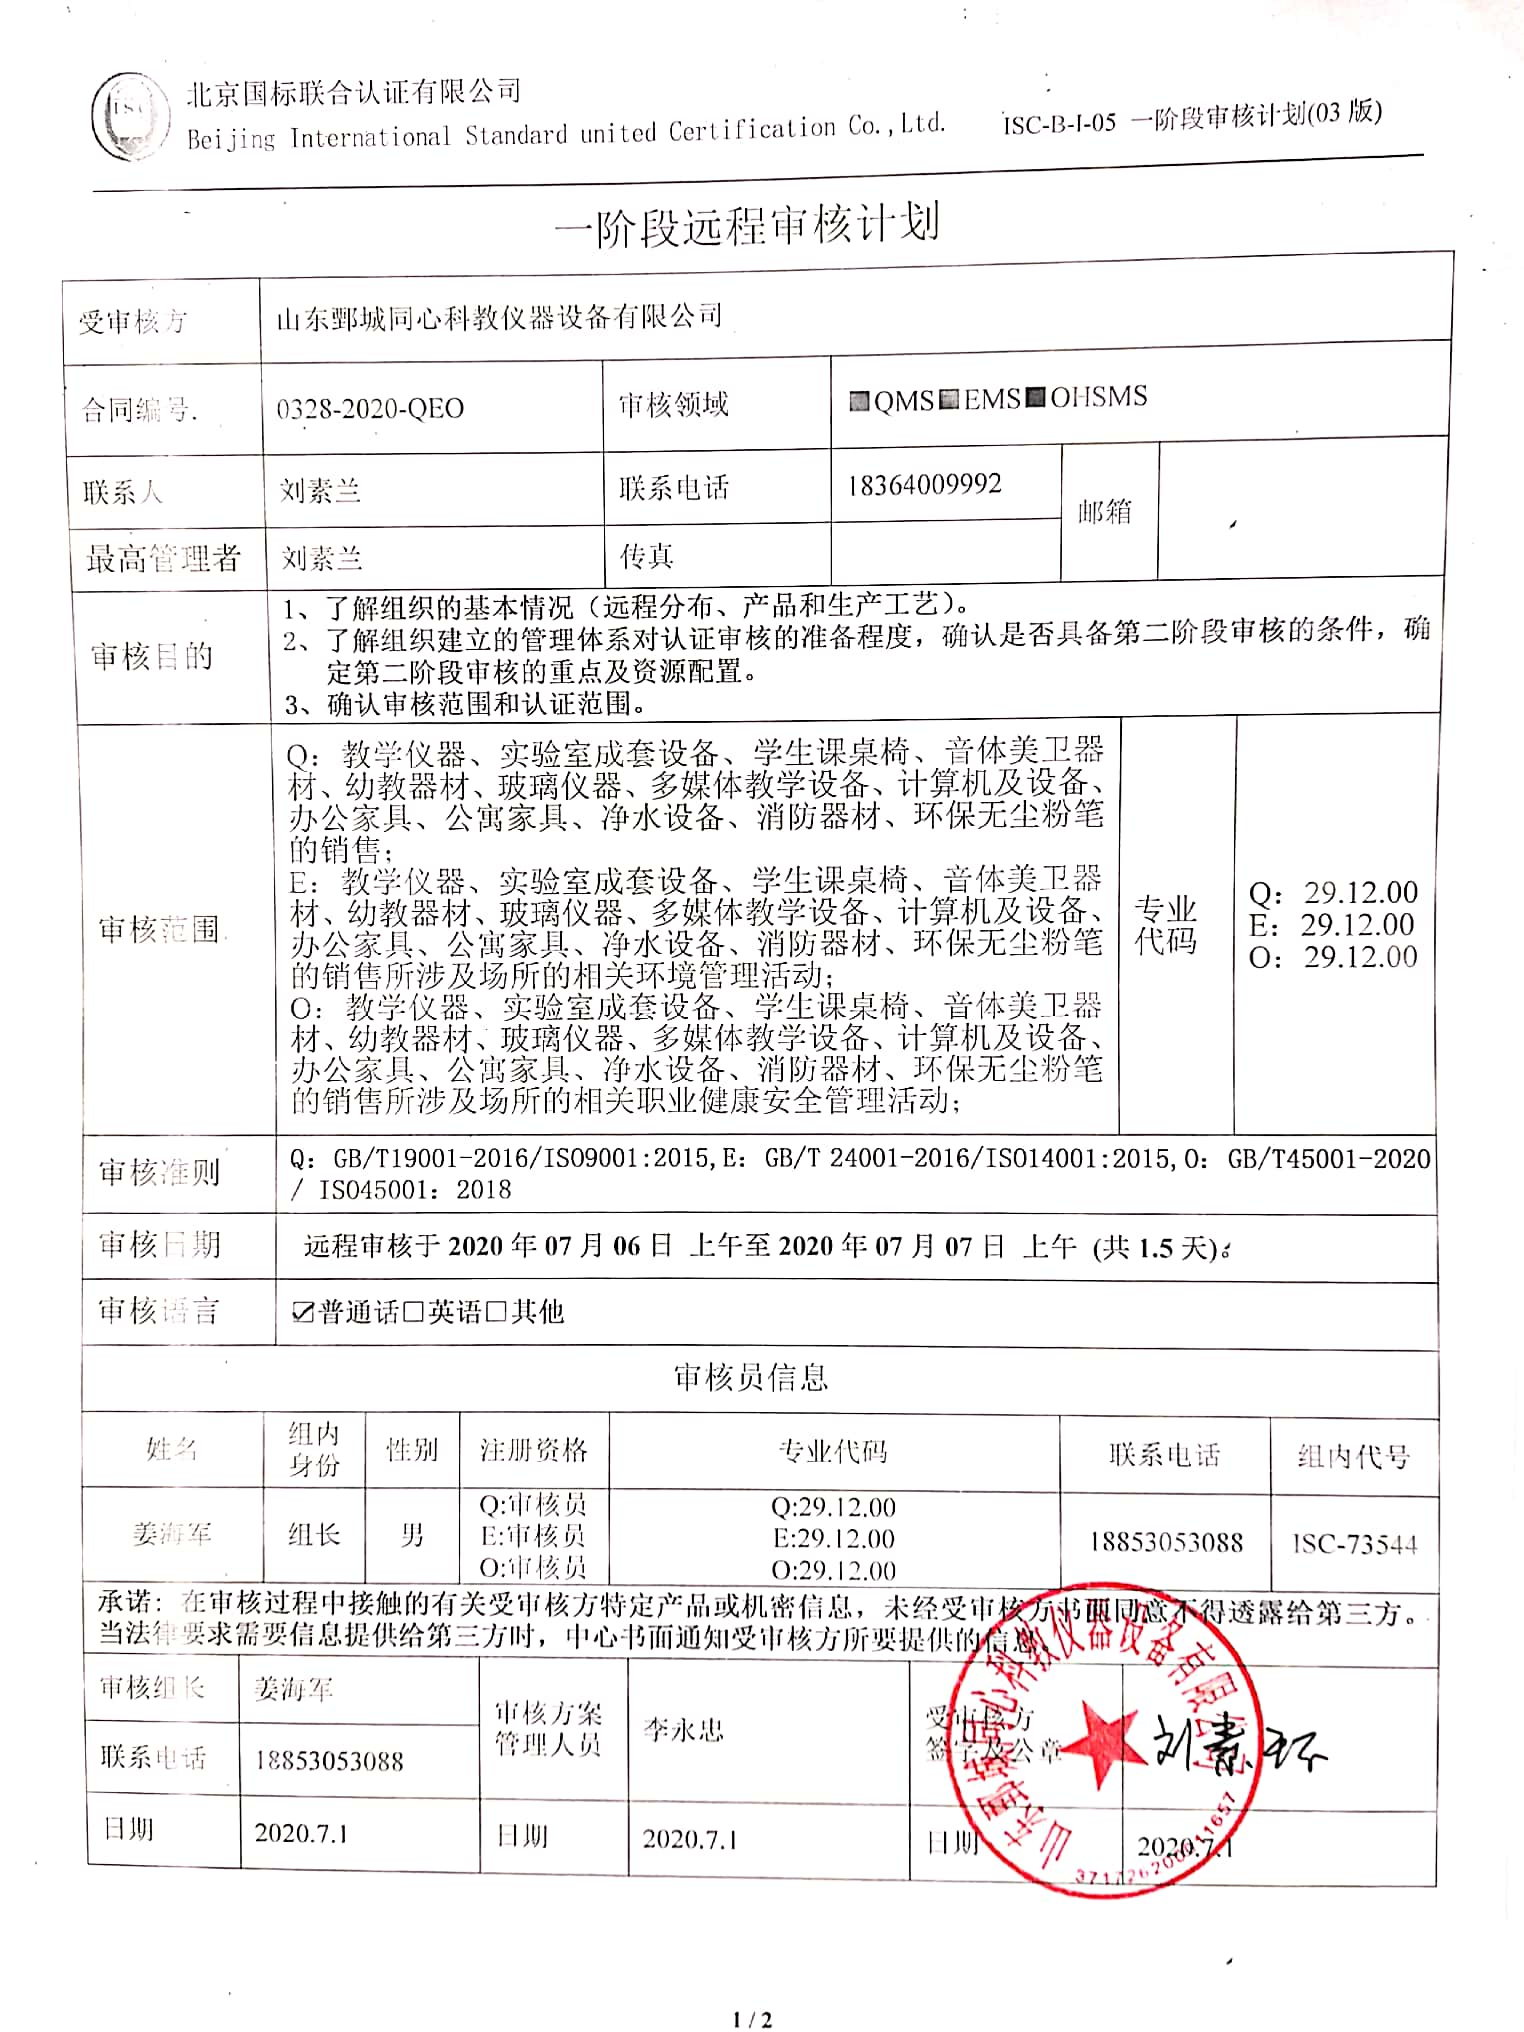 ISC
北京国标联合认证有限公司
Beijing International Standard united Certification Co.,Ltd.
ISC-B-I-05 一阶段审核计划(03 版)
一阶段远程审核计划
受审核方
山东鄄城同心科教仪器设备有限公司
合同编号.
0328-2020-QEO
审核领域
■QMS■EMS■OHSMS
联系人
刘素兰
联系电话
18364009992
邮箱
最高管理者
刘素兰
传真
审核目的
1、了解组织的基本情况（远程分布、产品和生产工艺）。
2、了解组织建立的管理体系对认证审核的准备程度，确认是否具备第二阶段审核的条件，确
定第二阶段审核的重点及资源配置。
3、确认审核范围和认证范围。
审核范围
Q：教学仪器、实验室成套设备、学生课桌椅、音体美卫器
材、幼教器材、玻璃仪器、多媒体教学设备、计算机及设备、
办公家具、公寓家具、净水设备、消防器材、环保无尘粉笔
的销售；
E：教学仪器、实验室成套设备、学生课桌椅、音体美卫器
材、幼教器材、玻璃仪器、多媒体教学设备、计算机及设备、
办公家具、公寓家具、净水设备、消防器材、环保无尘粉笔
的销售所涉及场所的相关环境管理活动；
O：教学仪器、实验室成套设备、学生课桌椅、音体美卫器
材、幼教器材、玻璃仪器、多媒体教学设备、计算机及设备、
办公家具、公寓家具、净水设备、消防器材、环保无尘粉笔
的销售所涉及场所的相关职业健康安全管理活动；
专业
代码
Q：29.12.00
E：29.12.00
O：29.12.00
审核准则
Q：GB/T19001-2016/ISO9001:2015,E：GB/T 24001-2016/ISO14001:2015,O：GB/T45001-2020
/ ISO45001：2018
审核日期
远程审核于 2020 年 07 月 06 日 上午至 2020 年 07 月 07 日 上午 (共 1.5 天)。
审核语言
☑普通话□英语□其他
审核员信息
姓名
组内
身份
性别
注册资格
专业代码
联系电话
组内代号
姜海军
组长
男
Q:审核员
E:审核员
O:审核员
Q:29.12.00
E:29.12.00
O:29.12.00
18853053088
ISC-73544
承诺：在审核过程中接触的有关受审核方特定产品或机密信息，未经受审核方书面同意不得透露给第三方。
当法律要求需要信息提供给第三方时，中心书面通知受审核方所要提供的信息。
审核组长
姜海军
审核方案
管理人员
李永忠
受审核方
签字及公章
刘素环
联系电话
18853053088
日期
2020.7.1
日期
2020.7.1
日期
2020.7.1
山东鄄城同心科教仪器设备有限公司
1 / 2